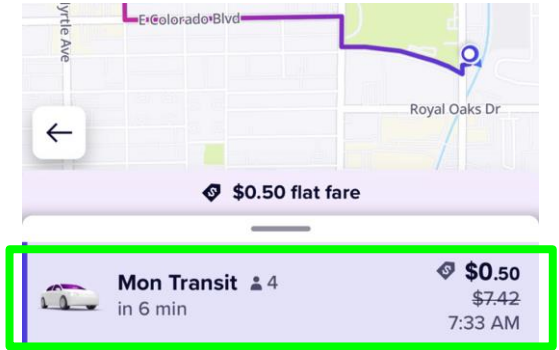 Myrtle Ave
E Colorado Blvd
Royal Oaks Dr
$0.50 flat fare
Mon Transit 4 $0.50
in 6 min $7.42
7:33 AM